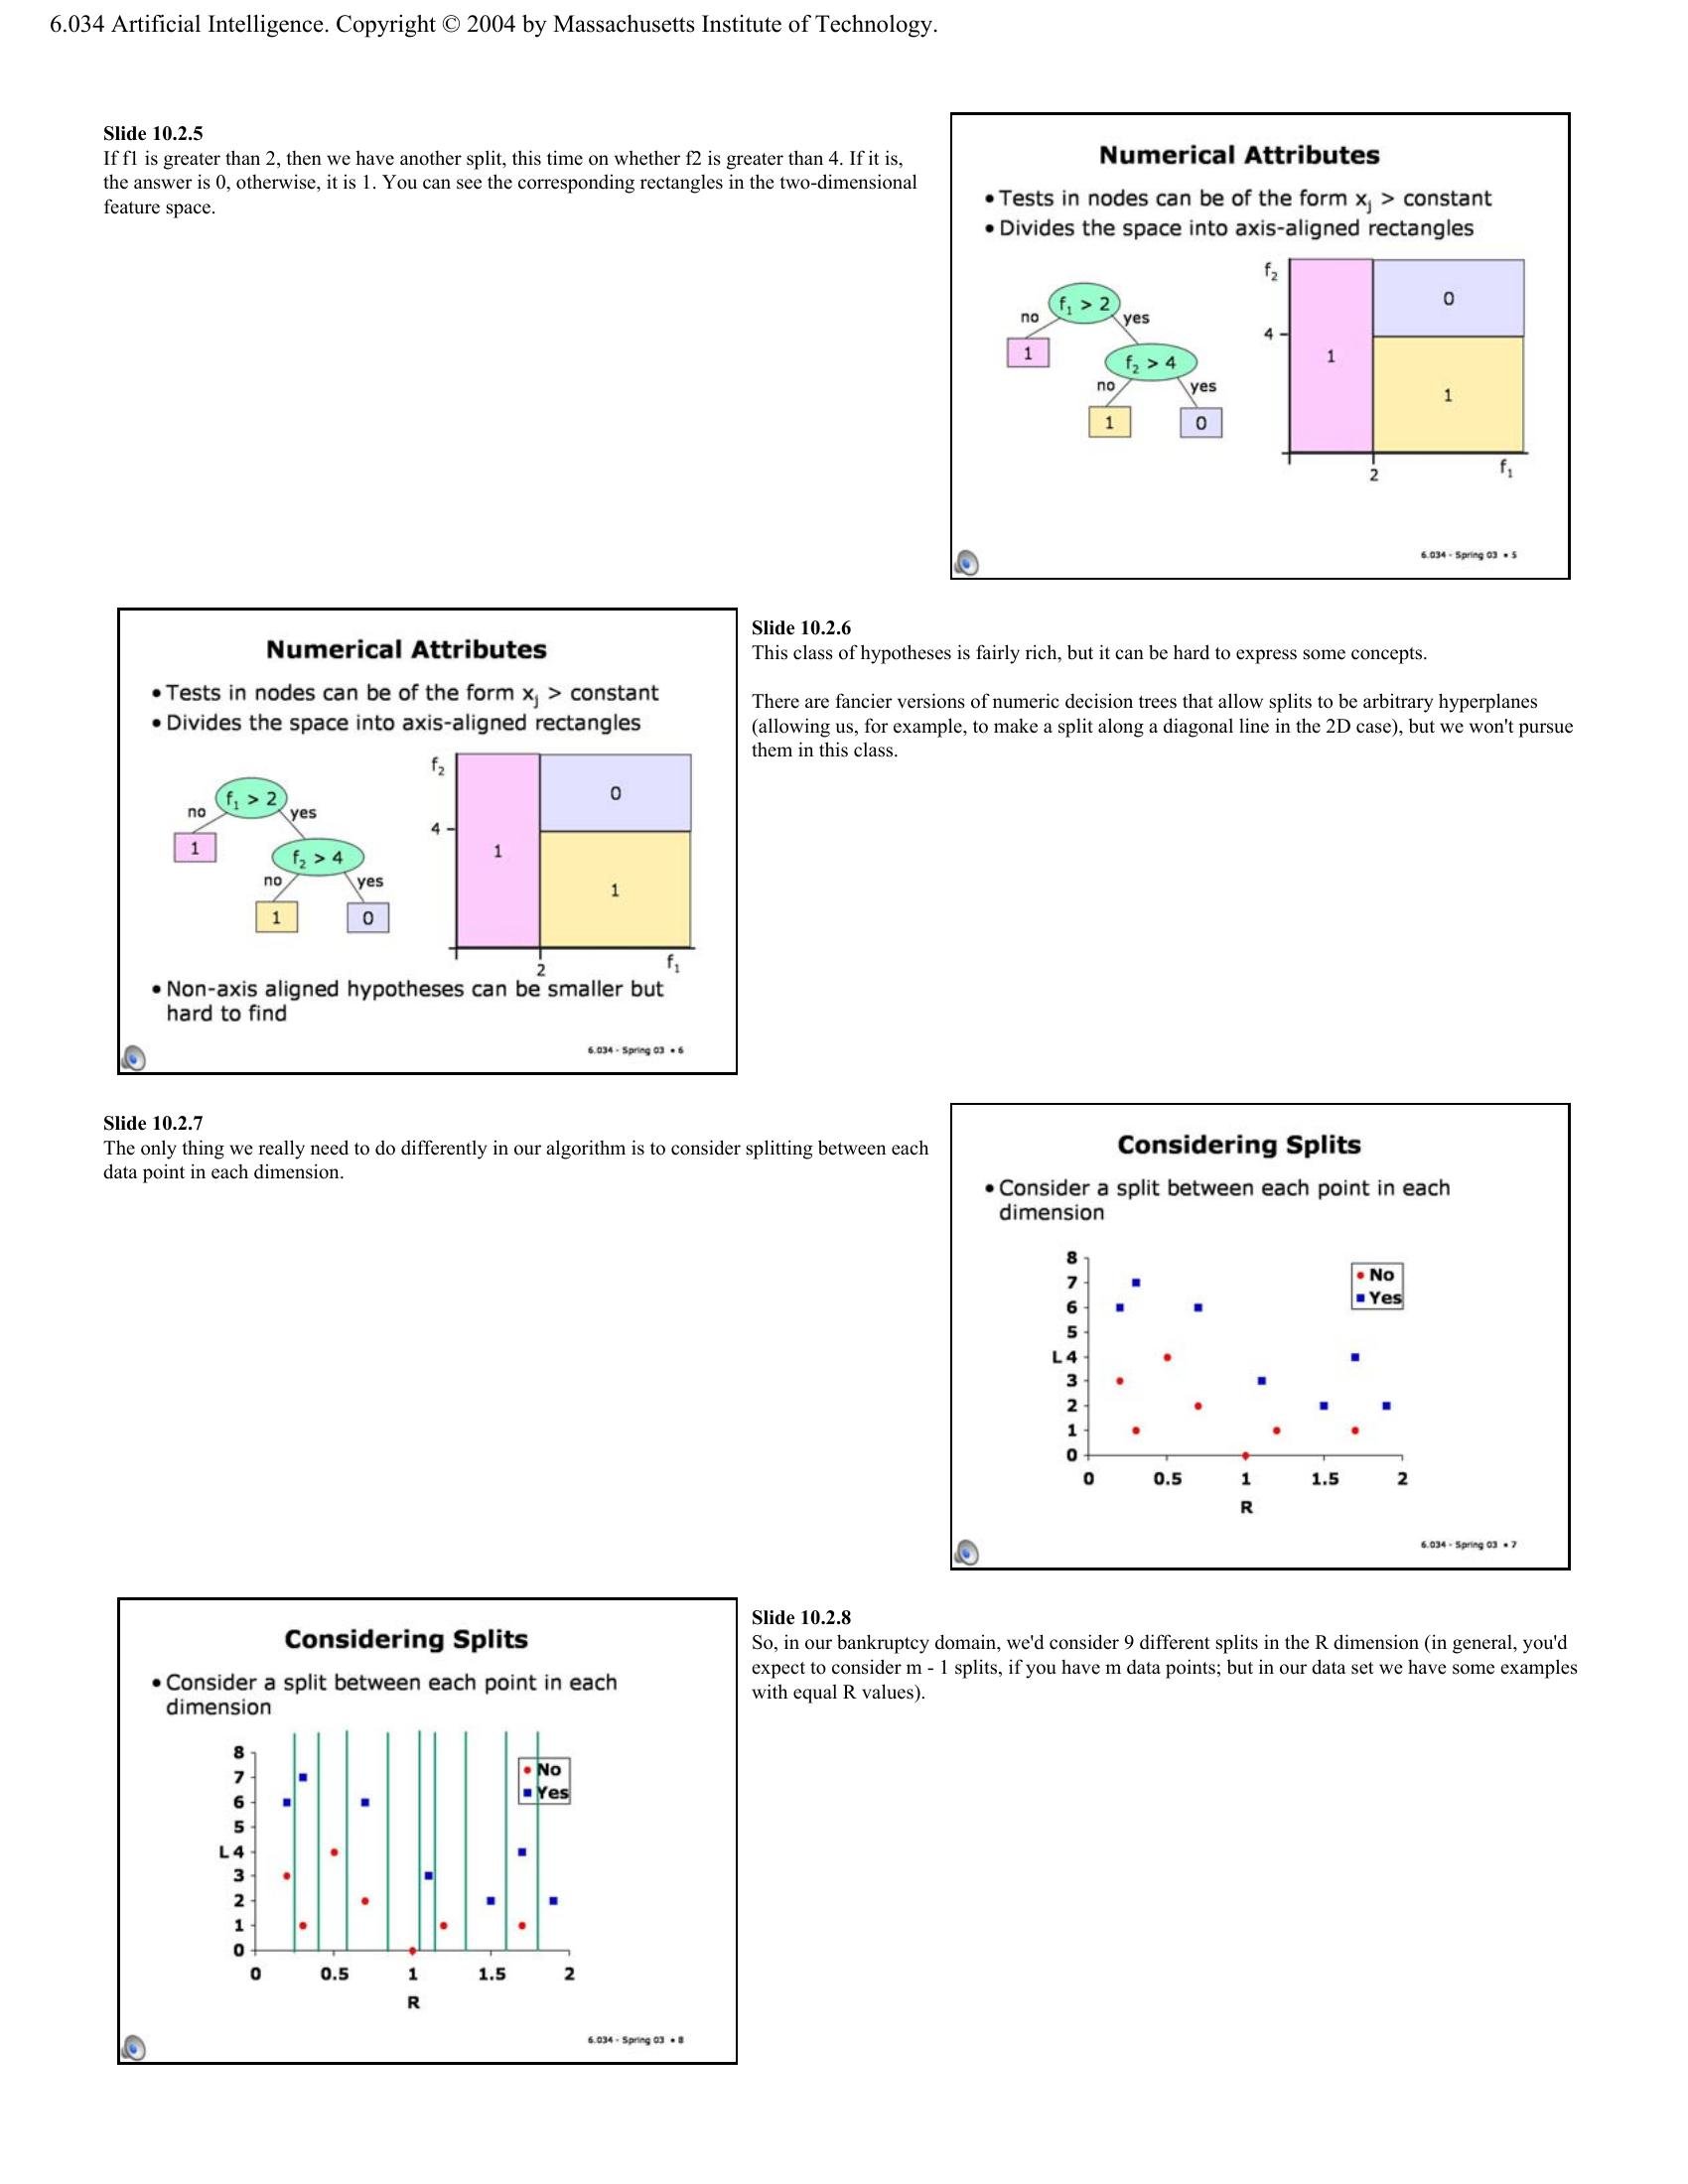 6.034 Artificial Intelligence. Copyright © 2004 by Massachusetts Institute of Technology.
Slide 10.2.5
If f1 is greater than 2, then we have another split, this time on whether f2 is greater than 4. If it is,
the answer is 0, otherwise, it is 1. You can see the corresponding rectangles in the two-dimensional
feature space.
Numerical Attributes
• Tests in nodes can be of the form xj > constant
• Divides the space into axis-aligned rectangles
f1 > 2
no
yes
1
f2 > 4
no
yes
1
0
f2
4
1
0
1
2
f1
6.034 - Spring 03 • 5
Numerical Attributes
• Tests in nodes can be of the form xj > constant
• Divides the space into axis-aligned rectangles
f1 > 2
no
yes
1
f2 > 4
no
yes
1
0
f2
4
1
0
1
2
f1
• Non-axis aligned hypotheses can be smaller but
hard to find
6.034 - Spring 03 • 6
Slide 10.2.6
This class of hypotheses is fairly rich, but it can be hard to express some concepts.
There are fancier versions of numeric decision trees that allow splits to be arbitrary hyperplanes
(allowing us, for example, to make a split along a diagonal line in the 2D case), but we won't pursue
them in this class.
Slide 10.2.7
The only thing we really need to do differently in our algorithm is to consider splitting between each
data point in each dimension.
Considering Splits
• Consider a split between each point in each
dimension
8
7
6
5
L 4
3
2
1
0
0 0.5 1 1.5 2
R
No
Yes
6.034 - Spring 03 • 7
Considering Splits
• Consider a split between each point in each
dimension
8
7
6
5
L 4
3
2
1
0
0 0.5 1 1.5 2
R
No
Yes
6.034 - Spring 03 • 8
Slide 10.2.8
So, in our bankruptcy domain, we'd consider 9 different splits in the R dimension (in general, you'd
expect to consider m - 1 splits, if you have m data points; but in our data set we have some examples
with equal R values).